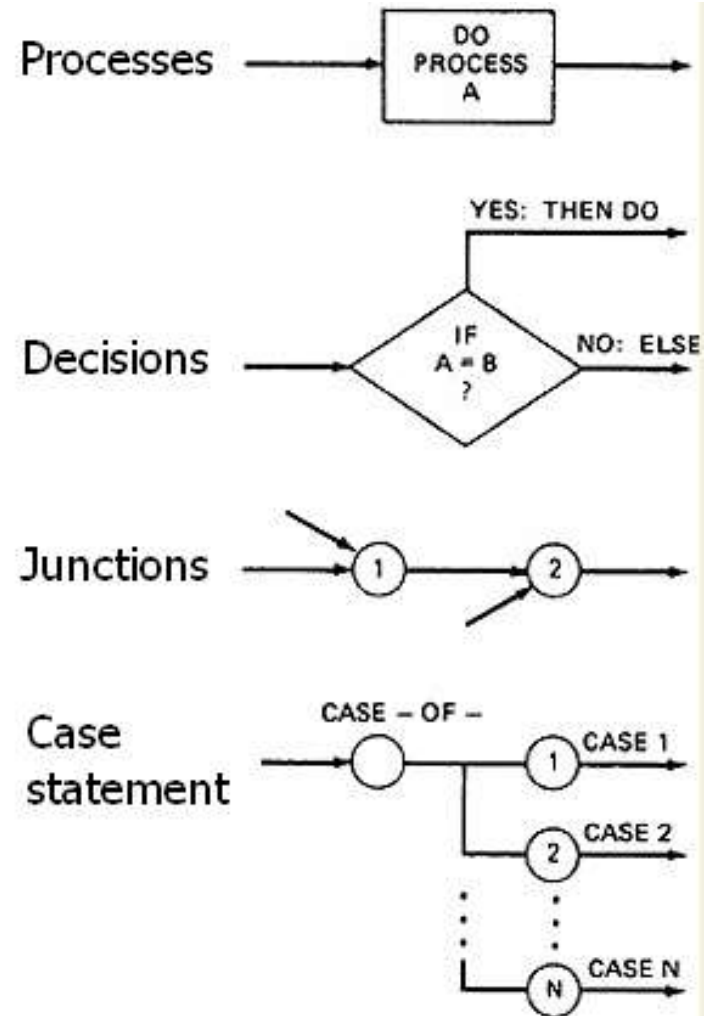 Processes
DO
PROCESS
A
YES: THEN DO
Decisions
IF
A = B
?
NO: ELSE
Junctions
1
2
CASE – OF –
Case
statement
1
CASE 1
2
CASE 2
N
CASE N